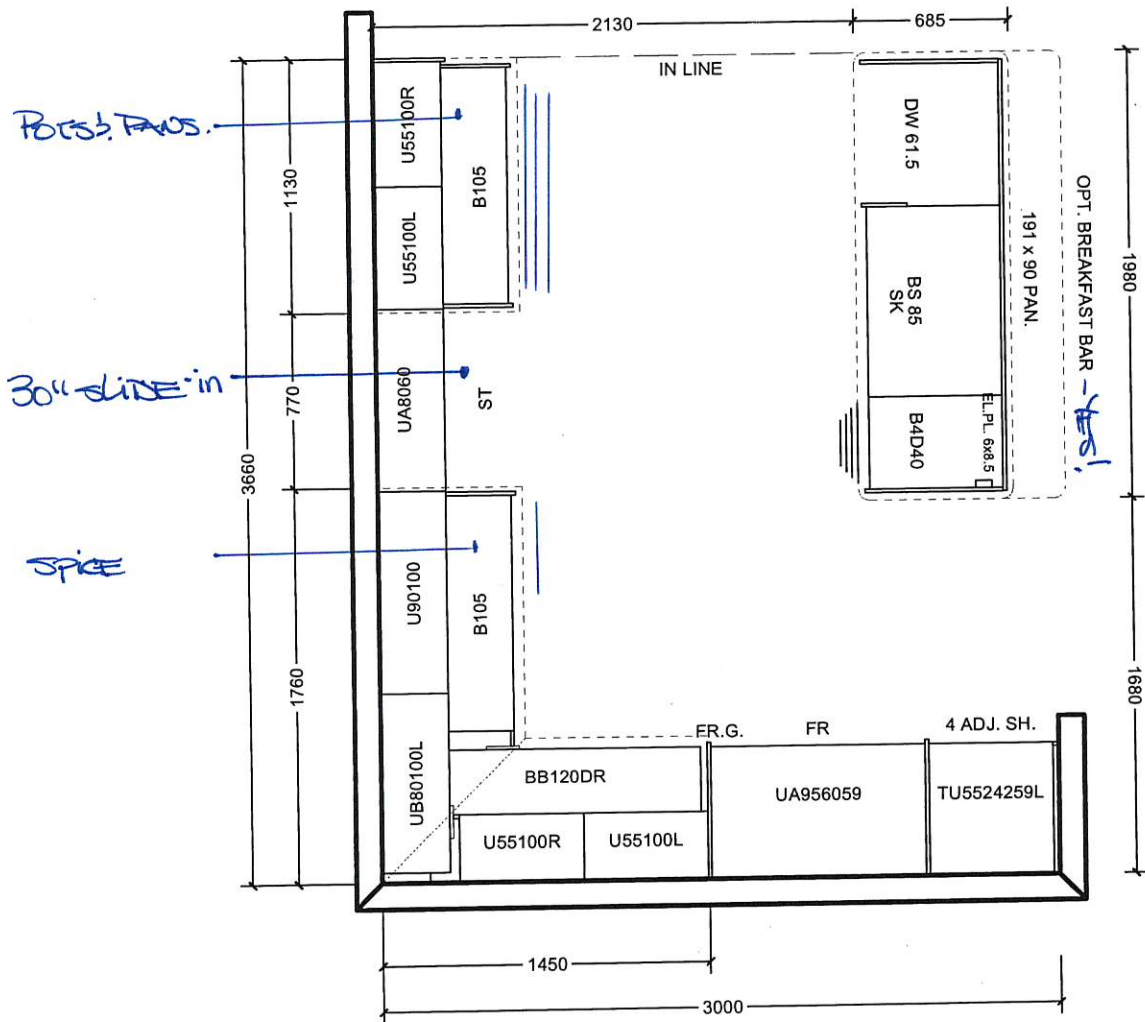 2130
685
IN LINE
POTS & PANS.
U55100R
B105
1130
U55100L
DW 61.5
BS 85
SK
191 x 90 PAN.
OPT. BREAKFAST BAR - YES!
1980
30" SLIDE-in
770
UA8060
ST
B4D40
EL.PL. 6x8.5
3660
SPICE
U90100
B105
1760
1680
UB80100L
FR.G.
FR
4 ADJ. SH.
BB120DR
UA956059
TU5524259L
U55100R
U55100L
1450
3000